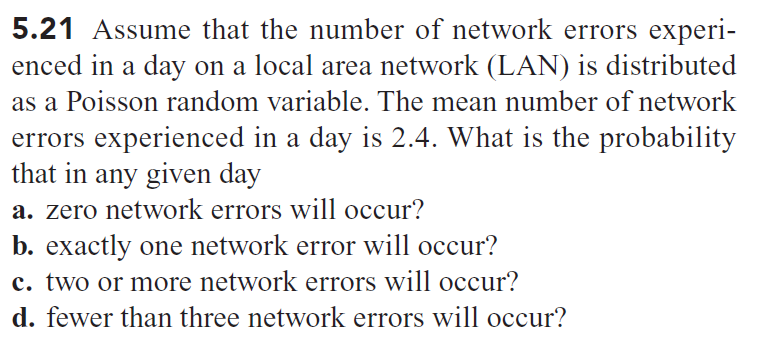 5.21 Assume that the number of network errors experi-
enced in a day on a local area network (LAN) is distributed
as a Poisson random variable. The mean number of network
errors experienced in a day is 2.4. What is the probability
that in any given day
a. zero network errors will occur?
b. exactly one network error will occur?
c. two or more network errors will occur?
d. fewer than three network errors will occur?